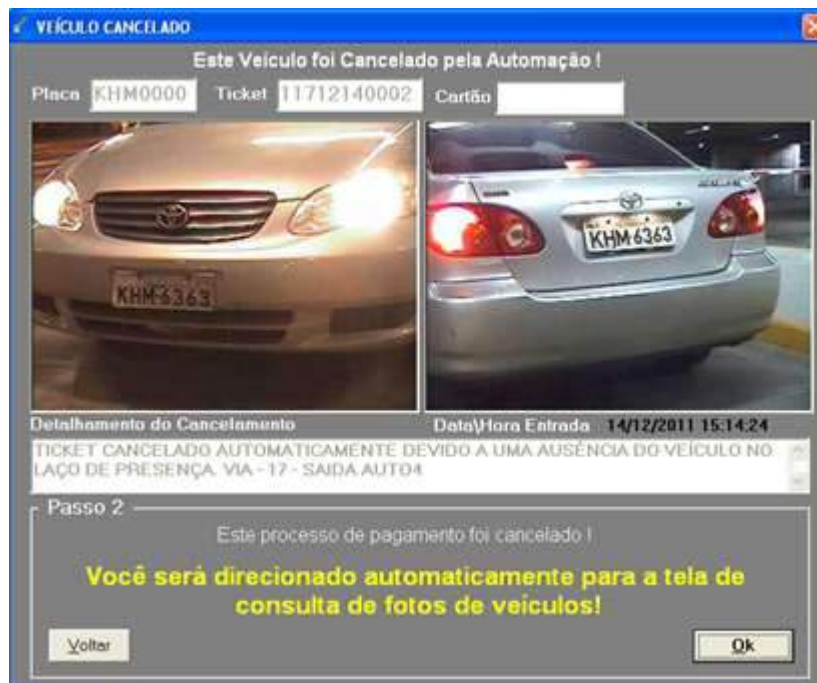 VEÍCULO CANCELADO
Este Veiculo foi Cancelado pela Automação !
Placa KHM0000 Ticket 11712140002 Cartão
KHM-6363
KHM-6363
Detalhamento do Cancelamento Data\Hora Entrada 14/12/2011 15:14:24
TICKET CANCELADO AUTOMATICAMENTE DEVIDO A UMA AUSÊNCIA DO VEÍCULO NO
LAÇO DE PRESENÇA. VIA - 17 - SAIDA AUTO4
Passo 2
Este processo de pagamento foi cancelado !
Você será direcionado automaticamente para a tela de
consulta de fotos de veiculos!
Voltar Ok